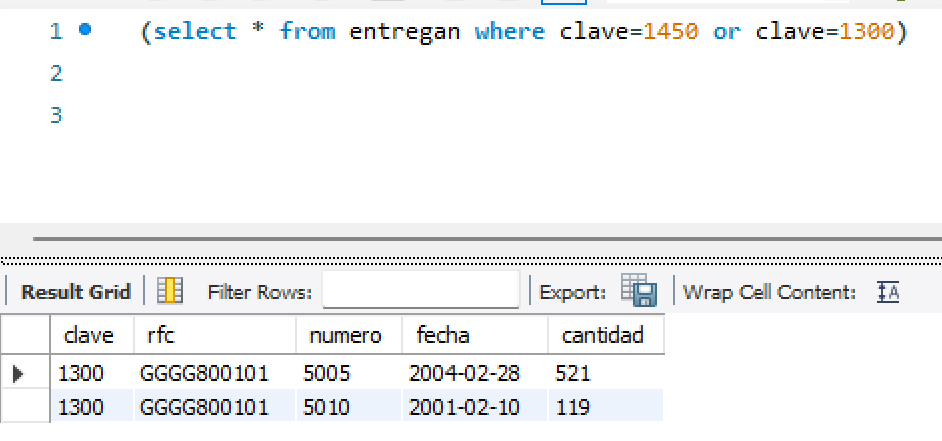 1 (select * from entregan where clave=1450 or clave=1300)
2
3
Result Grid Filter Rows: Export: Wrap Cell Content: IA
clave rfc numero fecha cantidad
1300 GGGG800101 5005 2004-02-28 521
1300 GGGG800101 5010 2001-02-10 119